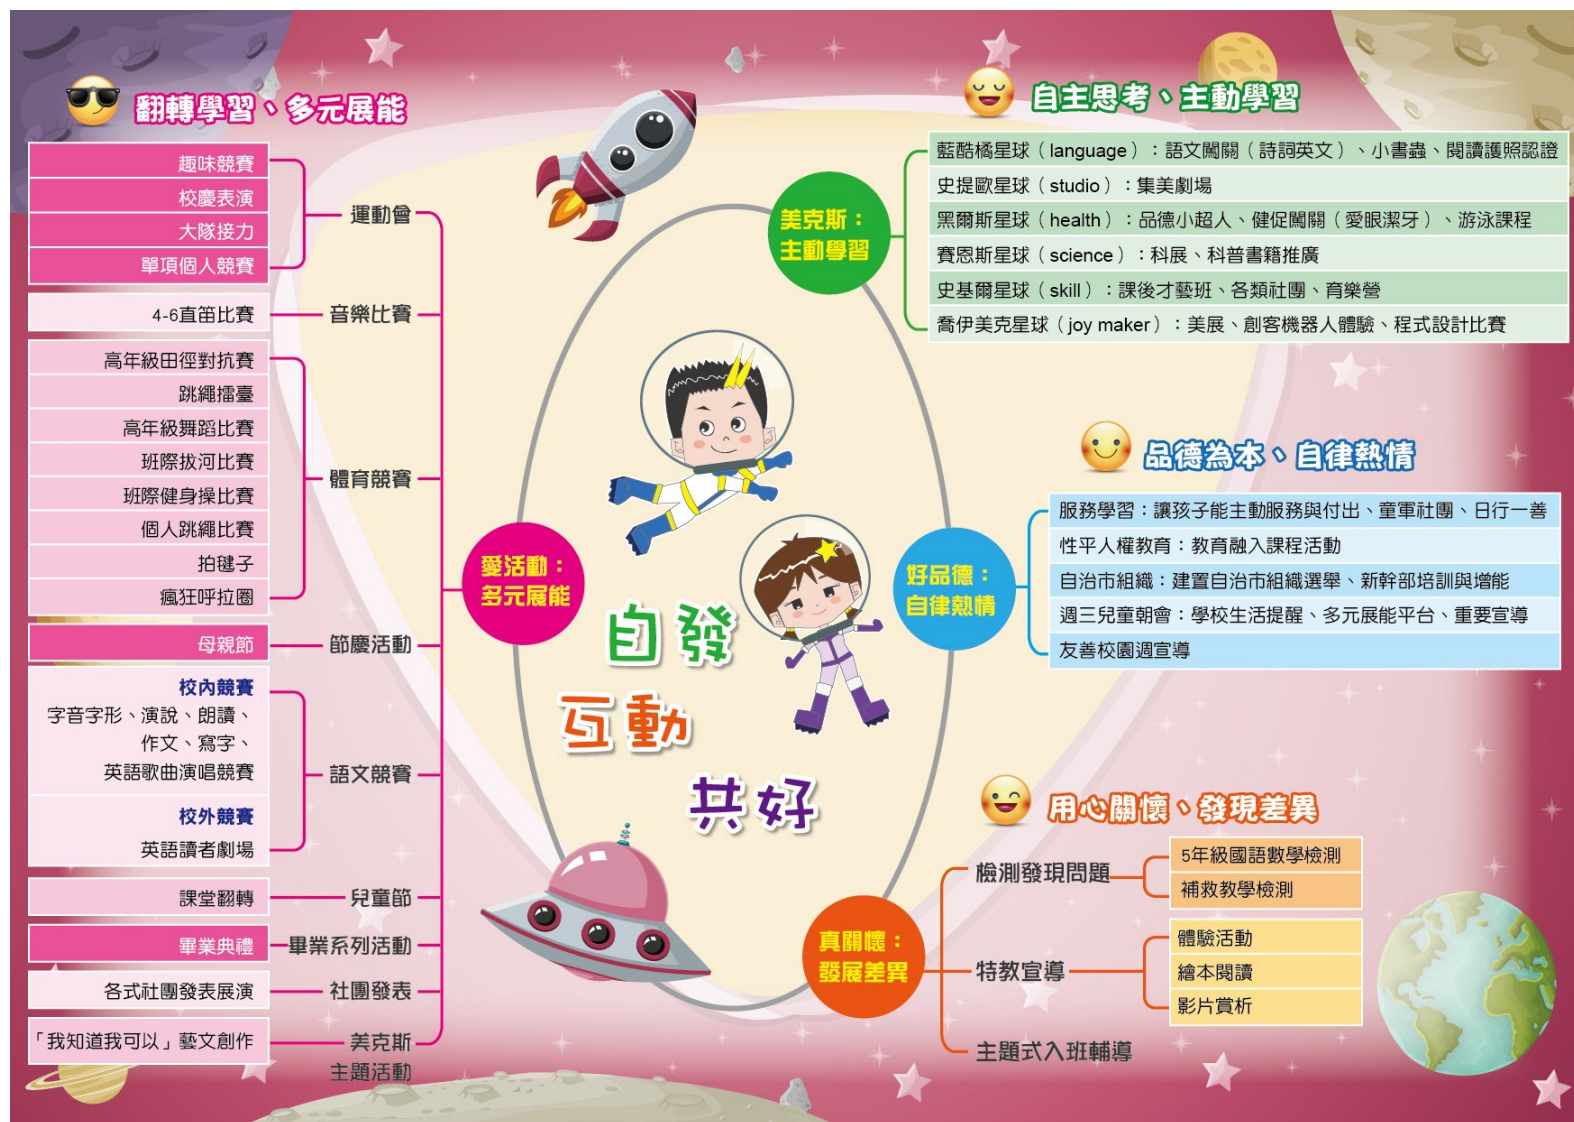 翻轉學習、多元展能
趣味競賽
校慶表演
大隊接力
單項個人競賽
運動會
4-6直笛比賽
音樂比賽
高年級田徑對抗賽
跳繩擂臺
高年級舞蹈比賽
班際拔河比賽
班際健身操比賽
個人跳繩比賽
拍毽子
瘋狂呼拉圈
體育競賽
母親節
節慶活動
校內競賽
字音字形、演說、朗讀、
作文、寫字、
英語歌曲演唱競賽
校外競賽
英語讀者劇場
語文競賽
課堂翻轉
兒童節
畢業典禮
畢業系列活動
各式社團發表展演
社團發表
「我知道我可以」藝文創作
美克斯
主題活動
愛活動：
多元展能
自發
互動
共好
自主思考、主動學習
美克斯：
主動學習
藍酷橘星球（language）：語文闖關（詩詞英文）、小書蟲、閱讀護照認證
史提歐星球（studio）：集美劇場
黑爾斯星球（health）：品德小超人、健促闖關（愛眼潔牙）、游泳課程
賽恩斯星球（science）：科展、科普書籍推廣
史基爾星球（skill）：課後才藝班、各類社團、育樂營
喬伊美克星球（joy maker）：美展、創客機器人體驗、程式設計比賽
品德為本、自律熱情
好品德：
自律熱情
服務學習：讓孩子能主動服務與付出、童軍社團、日行一善
性平人權教育：教育融入課程活動
自治市組織：建置自治市組織選舉、新幹部培訓與增能
週三兒童朝會：學校生活提醒、多元展能平台、重要宣導
友善校園週宣導
用心關懷、發現差異
真關懷：
發展差異
檢測發現問題
5年級國語數學檢測
補救教學檢測
特教宣導
體驗活動
繪本閱讀
影片賞析
主題式入班輔導